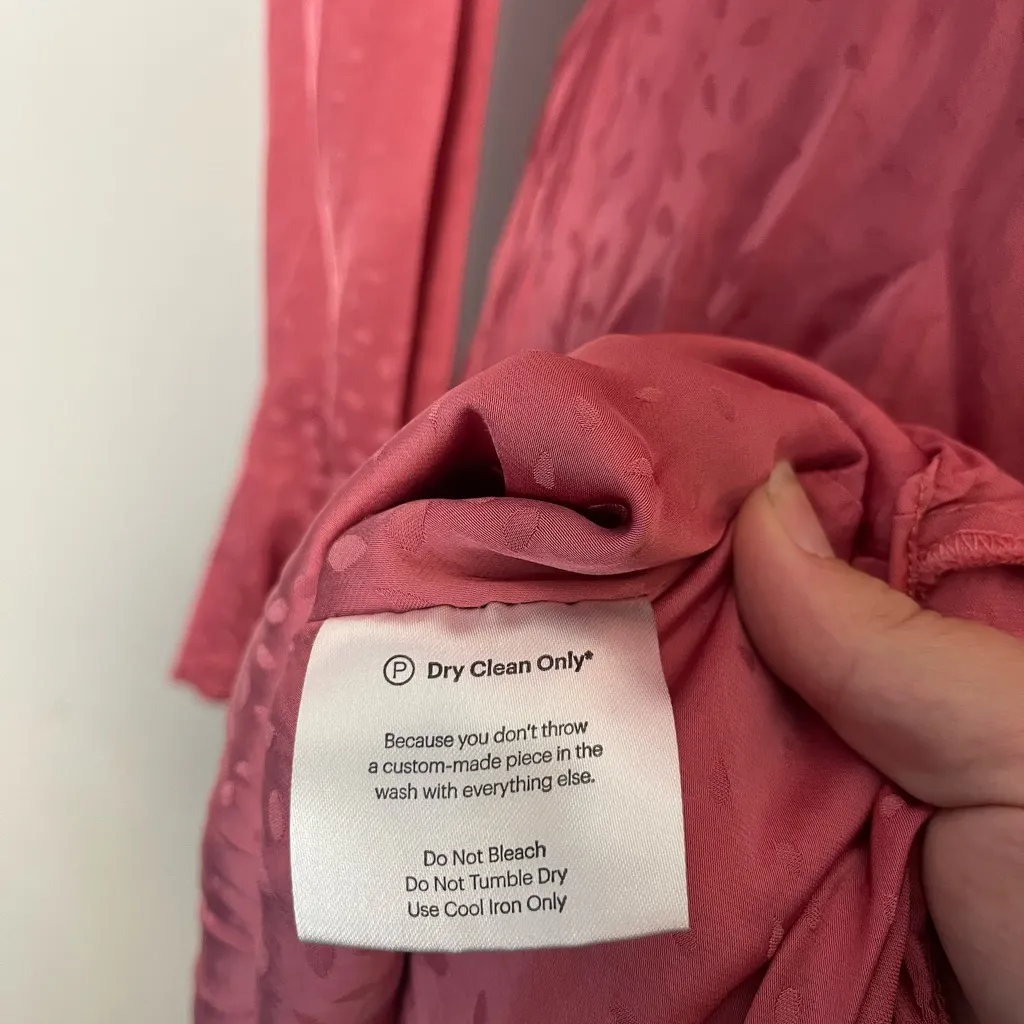 Ⓟ Dry Clean Only*
Because you don't throw
a custom-made piece in the
wash with everything else.
Do Not Bleach
Do Not Tumble Dry
Use Cool Iron Only